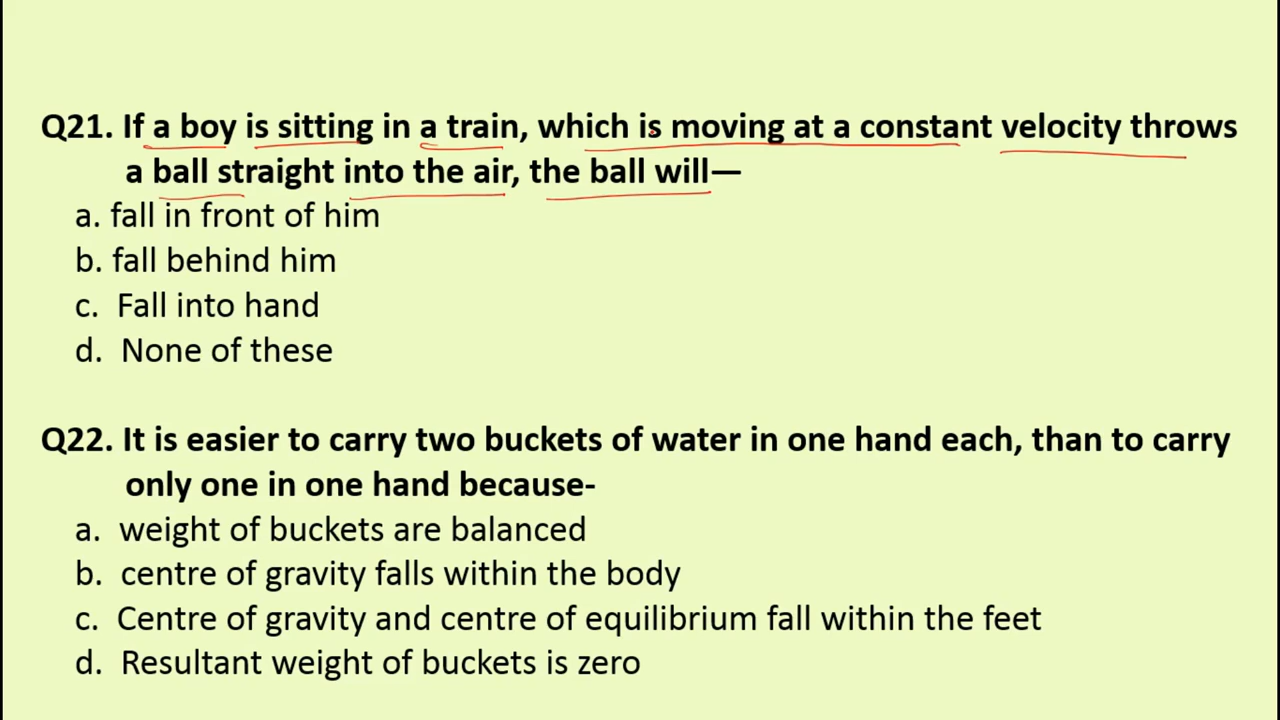 Q21. If a boy is sitting in a train, which is moving at a constant velocity throws
a ball straight into the air, the ball will—
a. fall in front of him
b. fall behind him
c. Fall into hand
d. None of these
Q22. It is easier to carry two buckets of water in one hand each, than to carry
only one in one hand because-
a. weight of buckets are balanced
b. centre of gravity falls within the body
c. Centre of gravity and centre of equilibrium fall within the feet
d. Resultant weight of buckets is zero